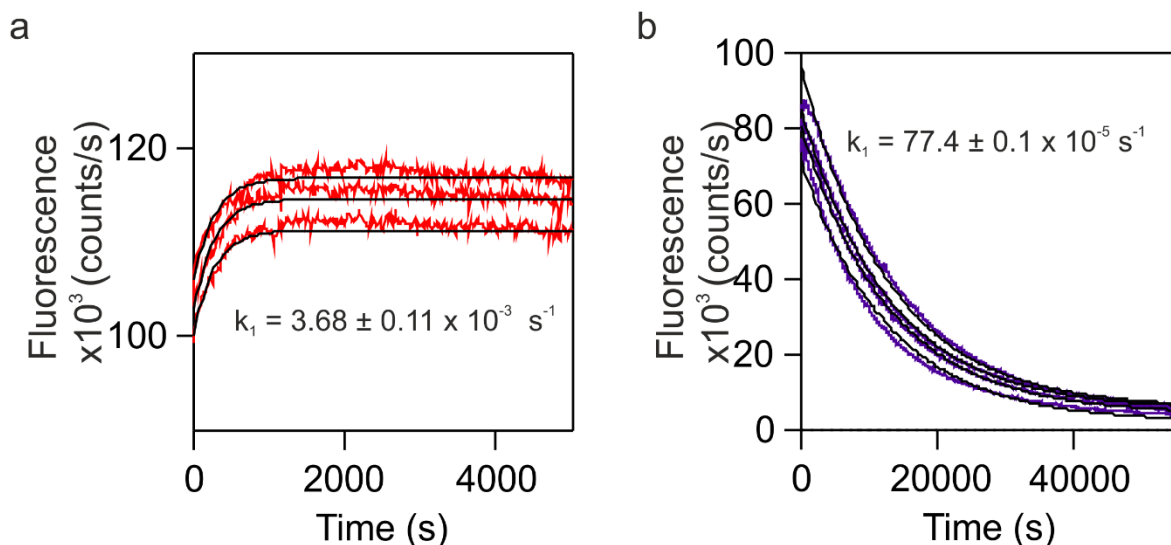 a
Fluorescence
x10³ (counts/s)
120
100
k₁ = 3.68 ± 0.11 x 10⁻³ s⁻¹
0
2000
4000
Time (s)
b
Fluorescence
x10³ (counts/s)
100
80
60
40
20
0
k₁ = 77.4 ± 0.1 x 10⁻⁵ s⁻¹
0
20000
40000
Time (s)